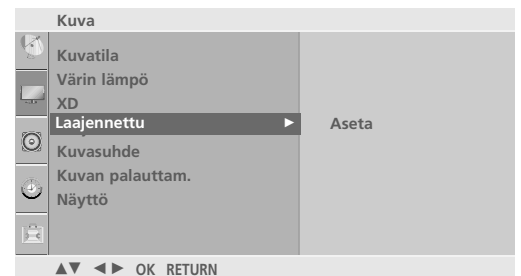 Kuva
Kuvatila
Värin lämpö
XD
Laajennettu ► Aseta
Kuvasuhde
Kuvan palauttam.
Näyttö
▲▼ ◄► OK RETURN